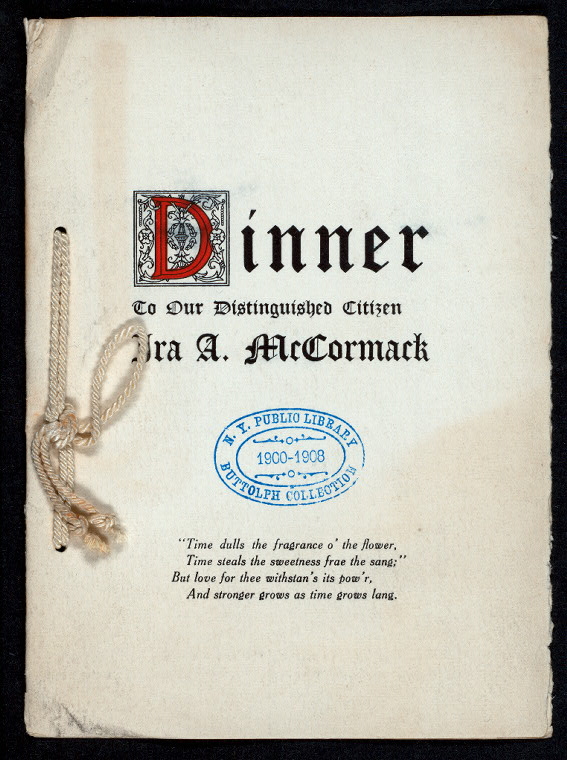 Dinner
To Our Distinguished Citizen
Ira A. McCormack
N. Y. PUBLIC LIBRARY
1900-1908
BUTTOLPH COLLECTION
"Time dulls the fragrance o' the flower,
Time steals the sweetness frae the sang;"
But love for thee withstan's its pow'r,
And stronger grows as time grows lang.